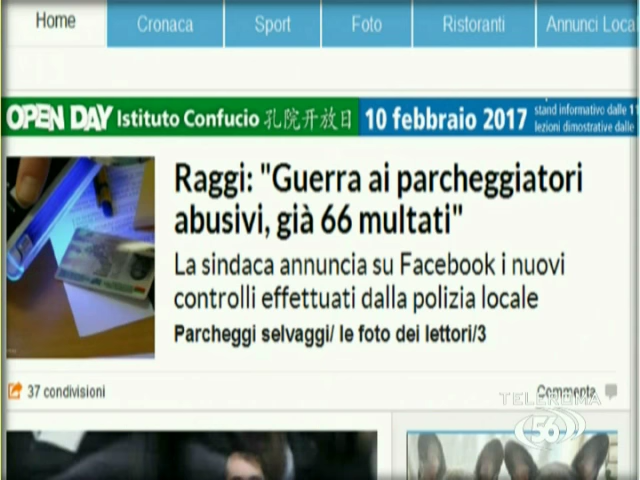 Home Cronaca Sport Foto Ristoranti Annunci Loca
OPEN DAY Istituto Confucio 孔院开放日 10 febbraio 2017 stand informativo dalle 11
lezioni dimostrative dalle
Raggi: "Guerra ai parcheggiatori
abusivi, già 66 multati"
La sindaca annuncia su Facebook i nuovi
controlli effettuati dalla polizia locale
Parcheggi selvaggi/ le foto dei lettori/3
37 condivisioni Commenta
TELEROMA
56